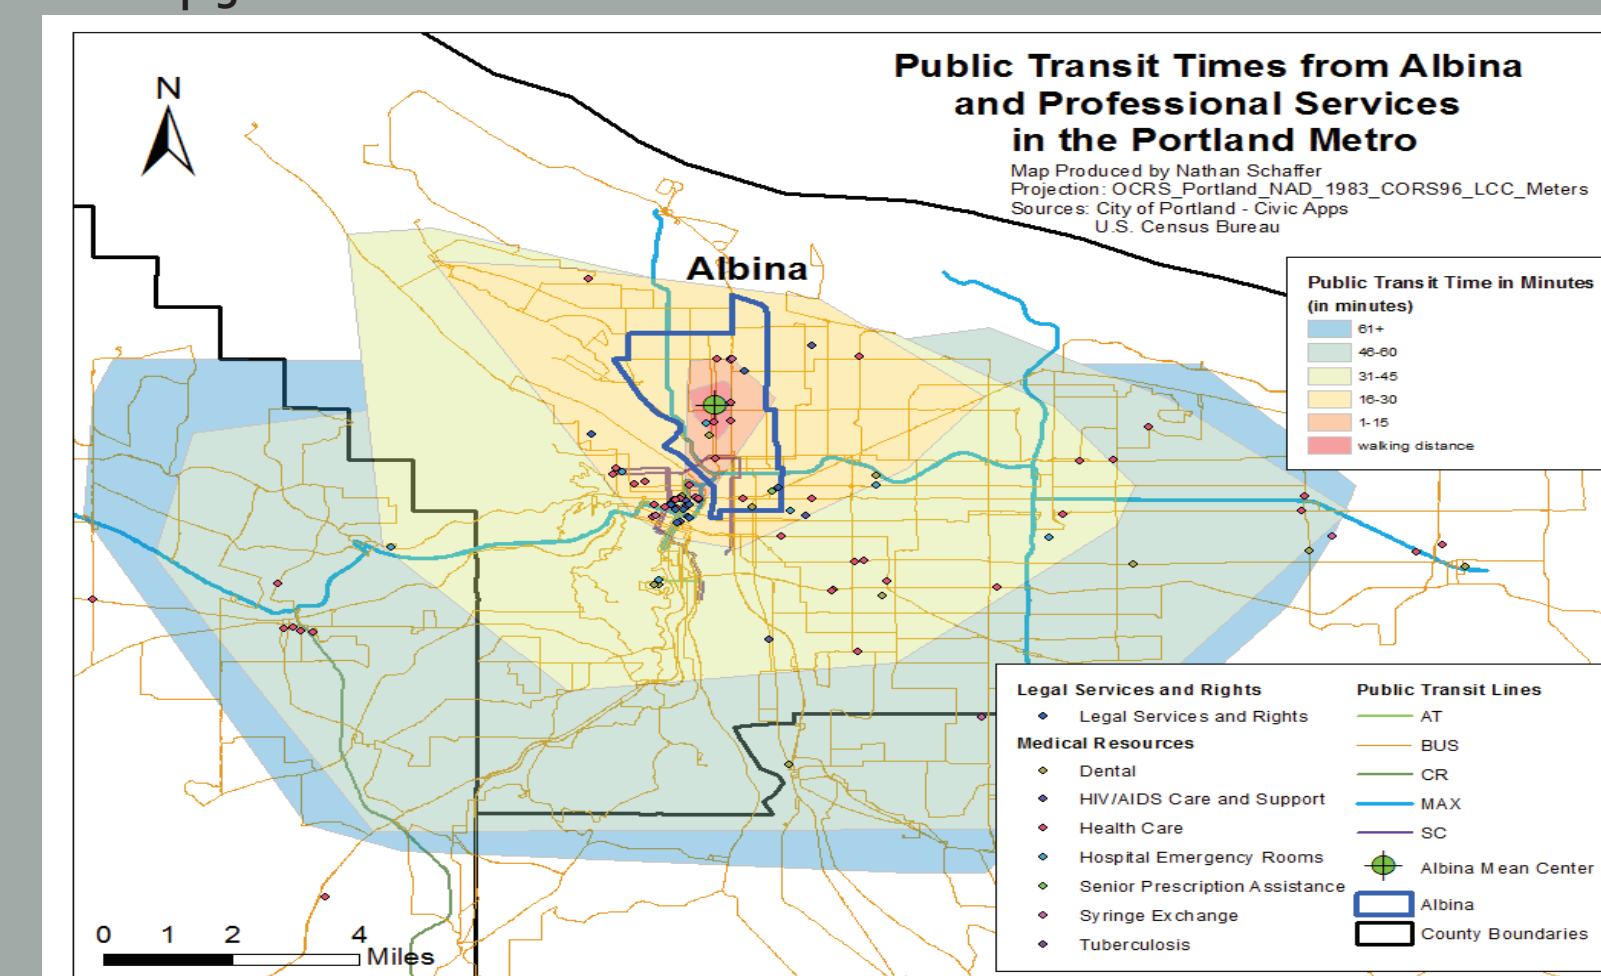 N
Public Transit Times from Albina
and Professional Services
in the Portland Metro
Map Produced by Nathan Schaffer
Projection: OCRS_Portland_NAD_1983_CORS96_LCC_Meters
Sources: City of Portland - Civic Apps
U.S. Census Bureau
Albina
Public Transit Time in Minutes
(in minutes)
61+
46-60
31-45
16-30
1-15
walking distance
Legal Services and Rights
Legal Services and Rights
Medical Resources
Dental
HIV/AIDS Care and Support
Health Care
Hospital Emergency Rooms
Senior Prescription Assistance
Syringe Exchange
Tuberculosis
Public Transit Lines
AT
BUS
CR
MAX
SC
Albina Mean Center
Albina
County Boundaries
0 1 2 4
Miles